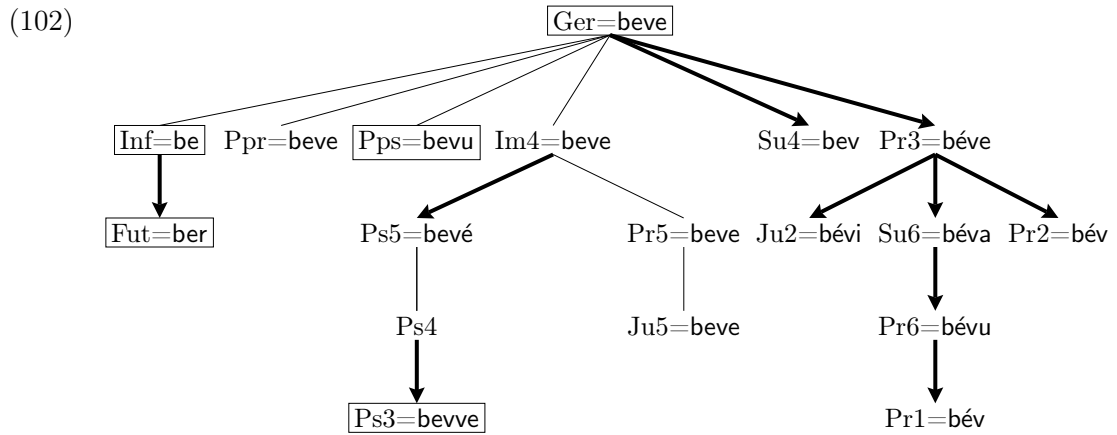 (102) Ger=beve
Inf=be Ppr=beve Pps=bevu Im4=beve Su4=bev Pr3=béve
Fut=ber Ps5=bevé Pr5=beve Ju2=bévi Su6=béva Pr2=bév
Ps4 Ju5=beve Pr6=bévu
Ps3=bevve Pr1=bév